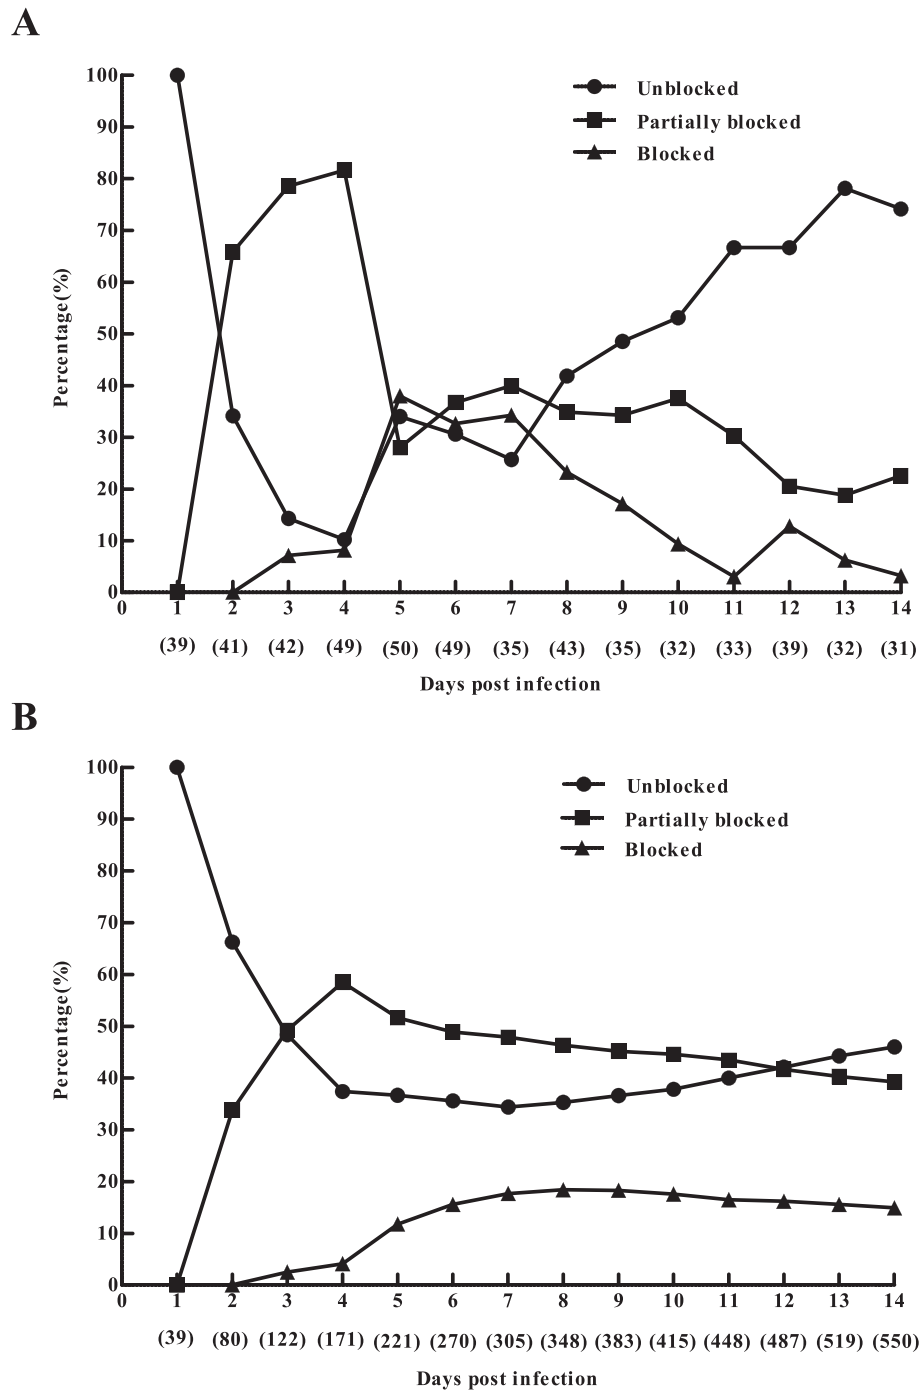 A
Unblocked
Partially blocked
Blocked
Percentage(%)
100
90
80
70
60
50
40
30
20
10
0
0 1 2 3 4 5 6 7 8 9 10 11 12 13 14
(39) (41) (42) (49) (50) (49) (35) (43) (35) (32) (33) (39) (32) (31)
Days post infection
B
Unblocked
Partially blocked
Blocked
Percentage(%)
100
90
80
70
60
50
40
30
20
10
0
0 1 2 3 4 5 6 7 8 9 10 11 12 13 14
(39) (80) (122) (171) (221) (270) (305) (348) (383) (415) (448) (487) (519) (550)
Days post infection